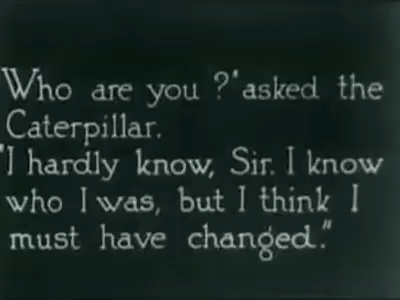 Who are you ?" asked the
Caterpillar.
"I hardly know, Sir. I know
who I was, but I think I
must have changed."